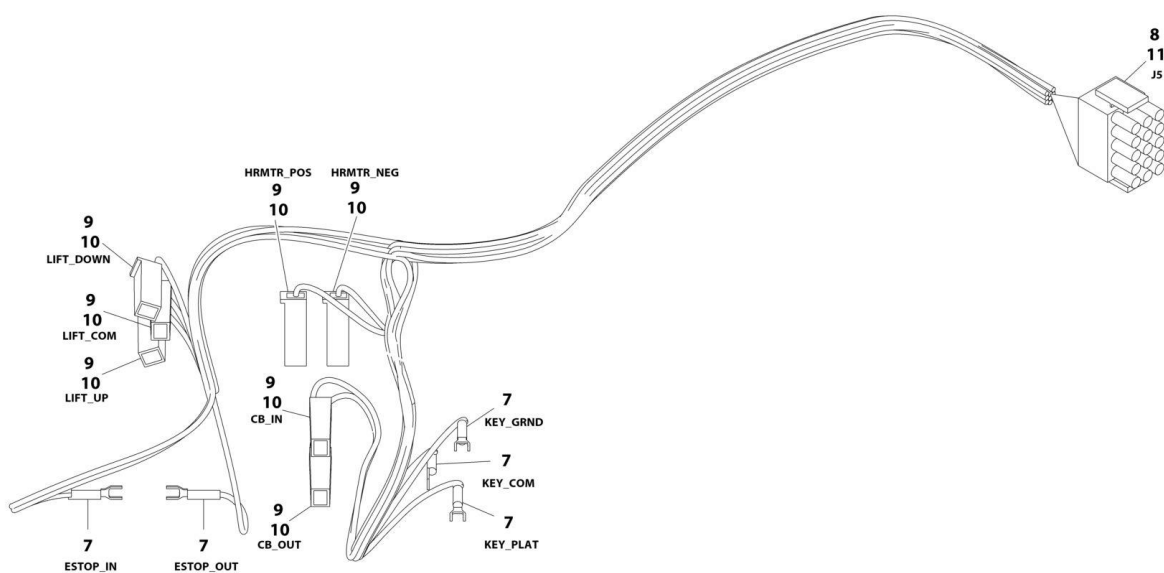 8
11
J5
HRMTR_POS
9
10
HRMTR_NEG
9
10
9
10
LIFT_DOWN
9
10
LIFT_COM
9
10
LIFT_UP
9
10
CB_IN
7
KEY_GRND
7
KEY_COM
7
KEY_PLAT
9
10
CB_OUT
7
ESTOP_IN
7
ESTOP_OUT